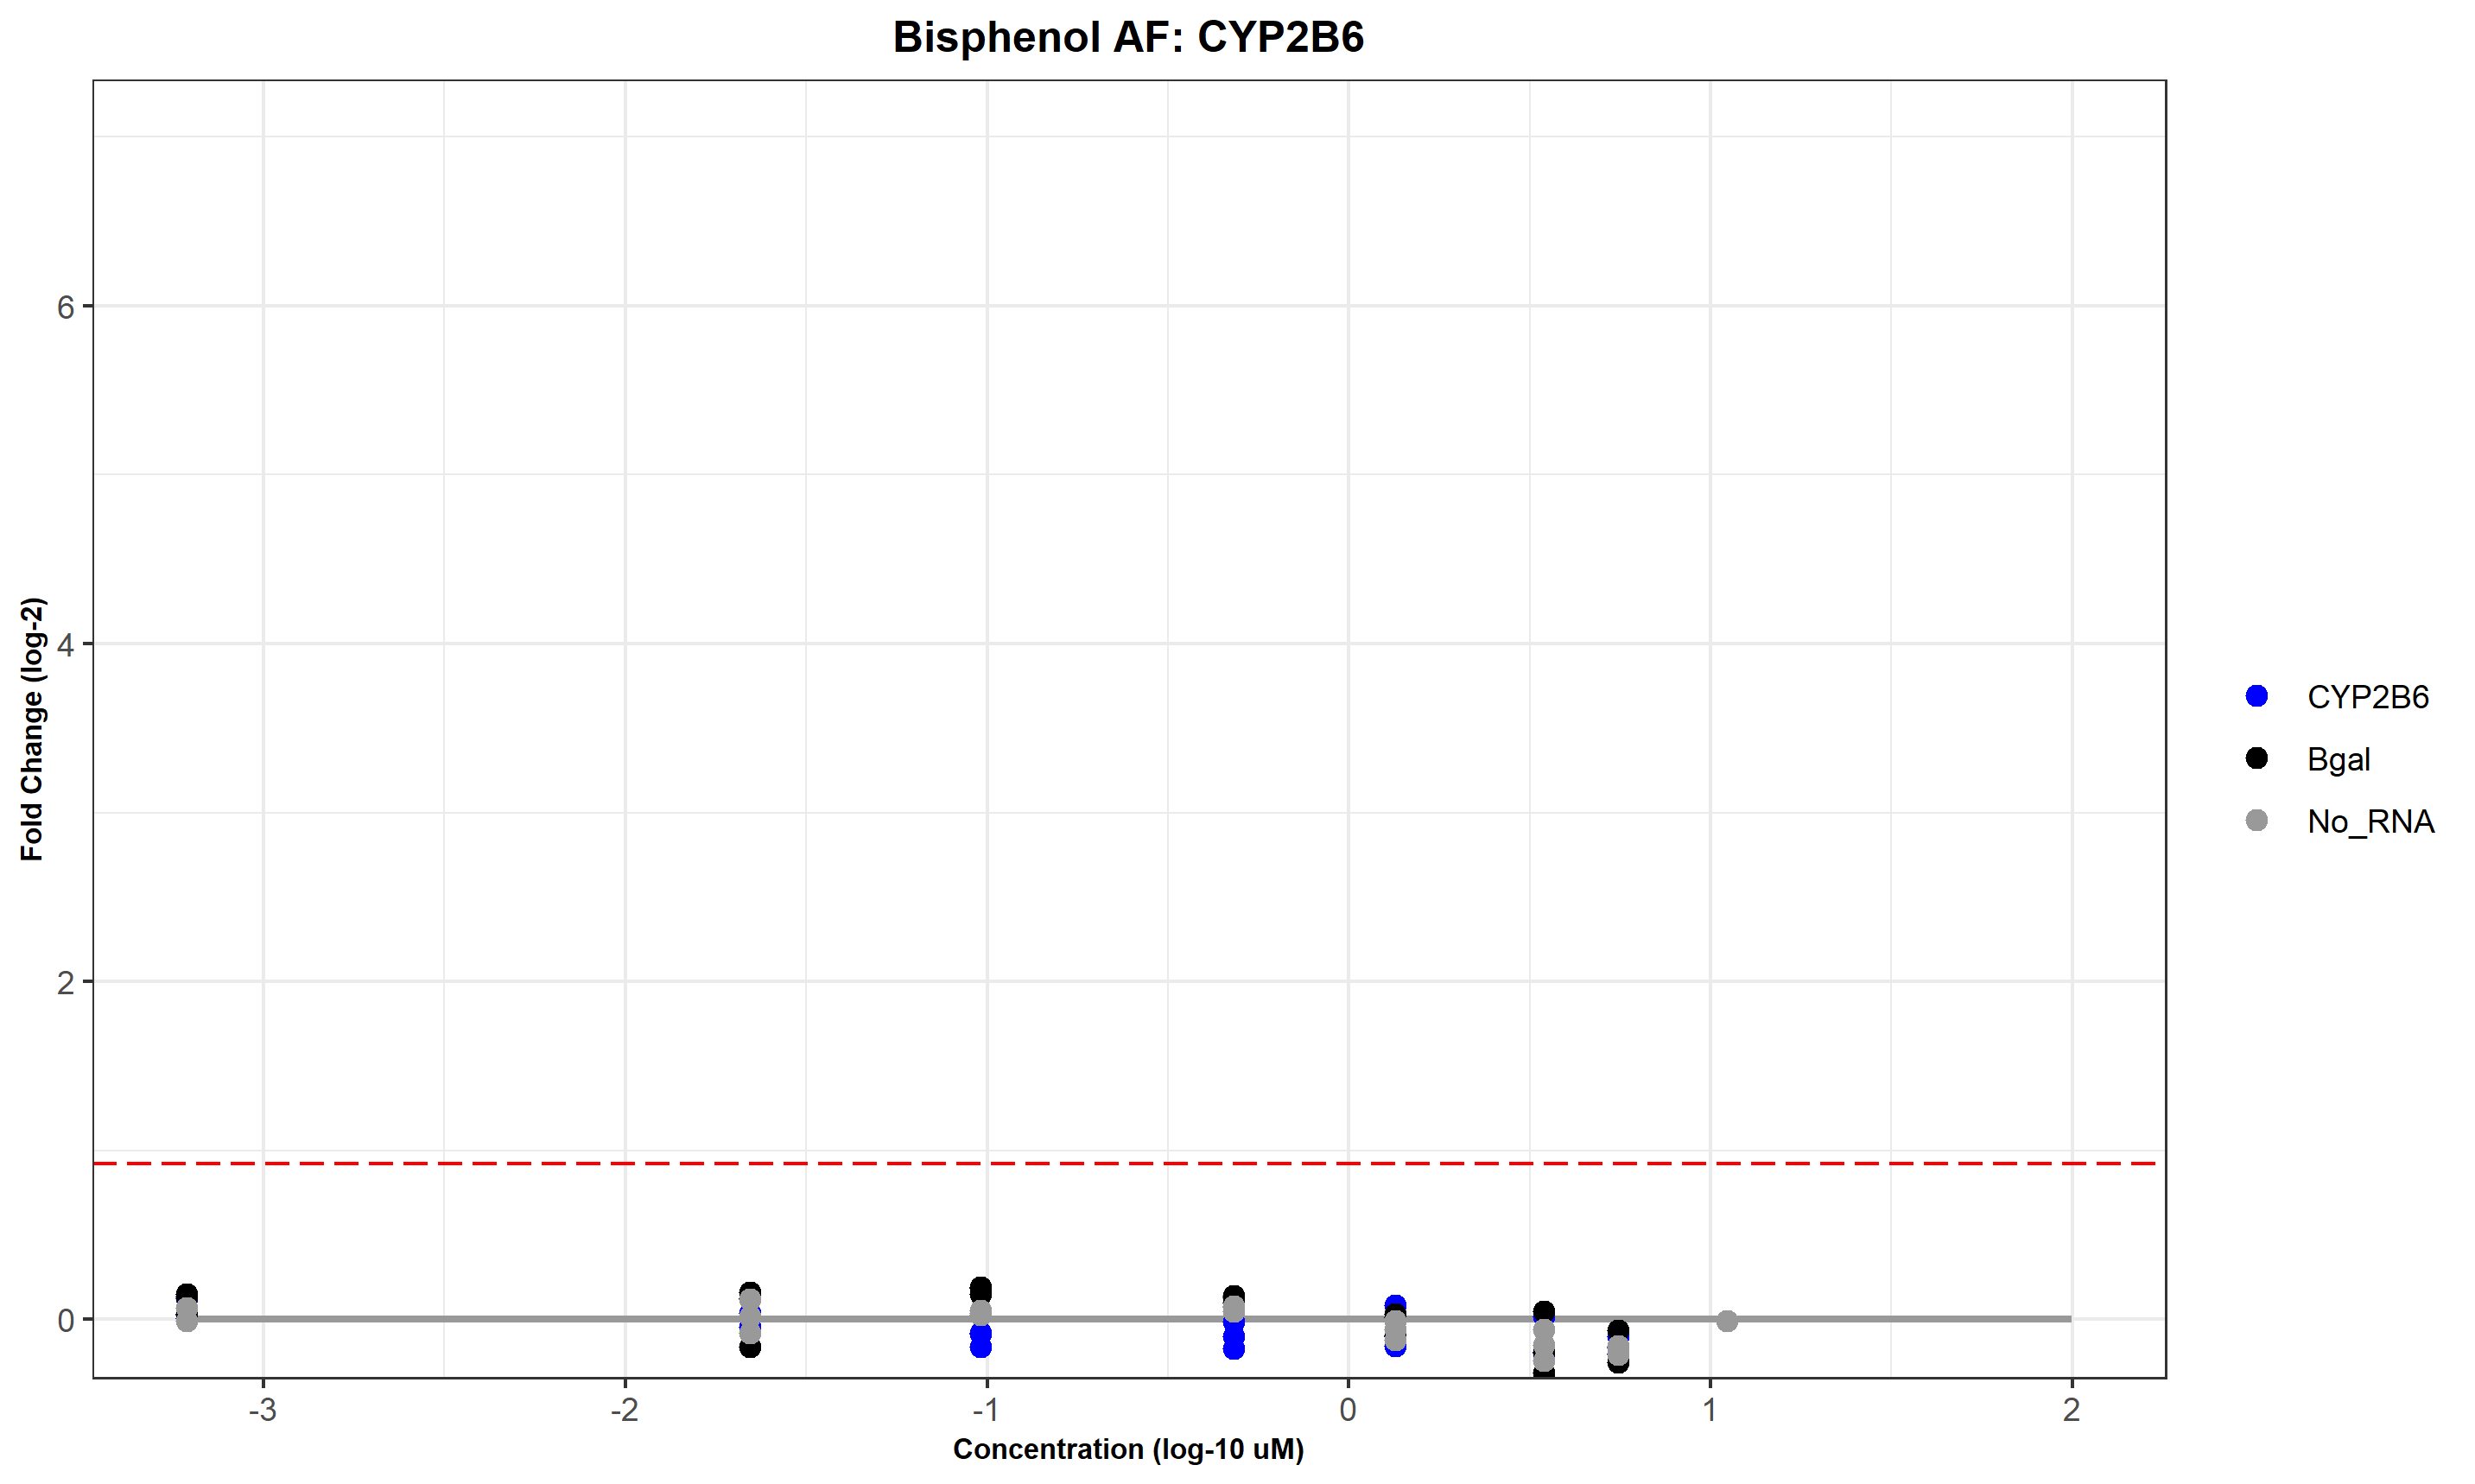 Bisphenol AF: CYP2B6
Fold Change (log-2)
6
4
2
0
-3
-2
-1
0
1
2
Concentration (log-10 uM)
CYP2B6
Bgal
No_RNA